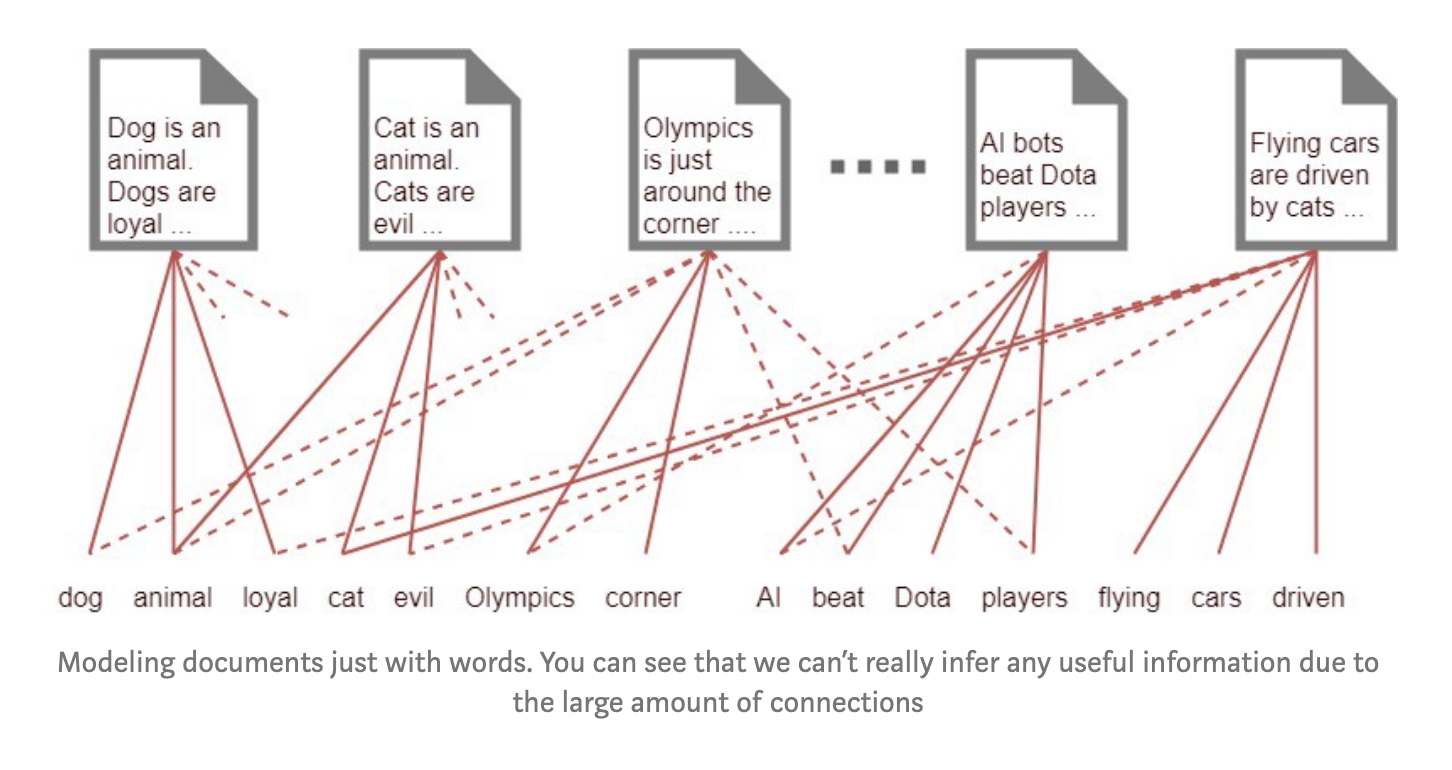 Dog is an
animal.
Dogs are
loyal ...
Cat is an
animal.
Cats are
evil ...
Olympics
is just
around the
corner ....
AI bots
beat Dota
players ...
Flying cars
are driven
by cats ...
dog animal loyal cat evil Olympics corner AI beat Dota players flying cars driven
Modeling documents just with words. You can see that we can’t really infer any useful information due to
the large amount of connections